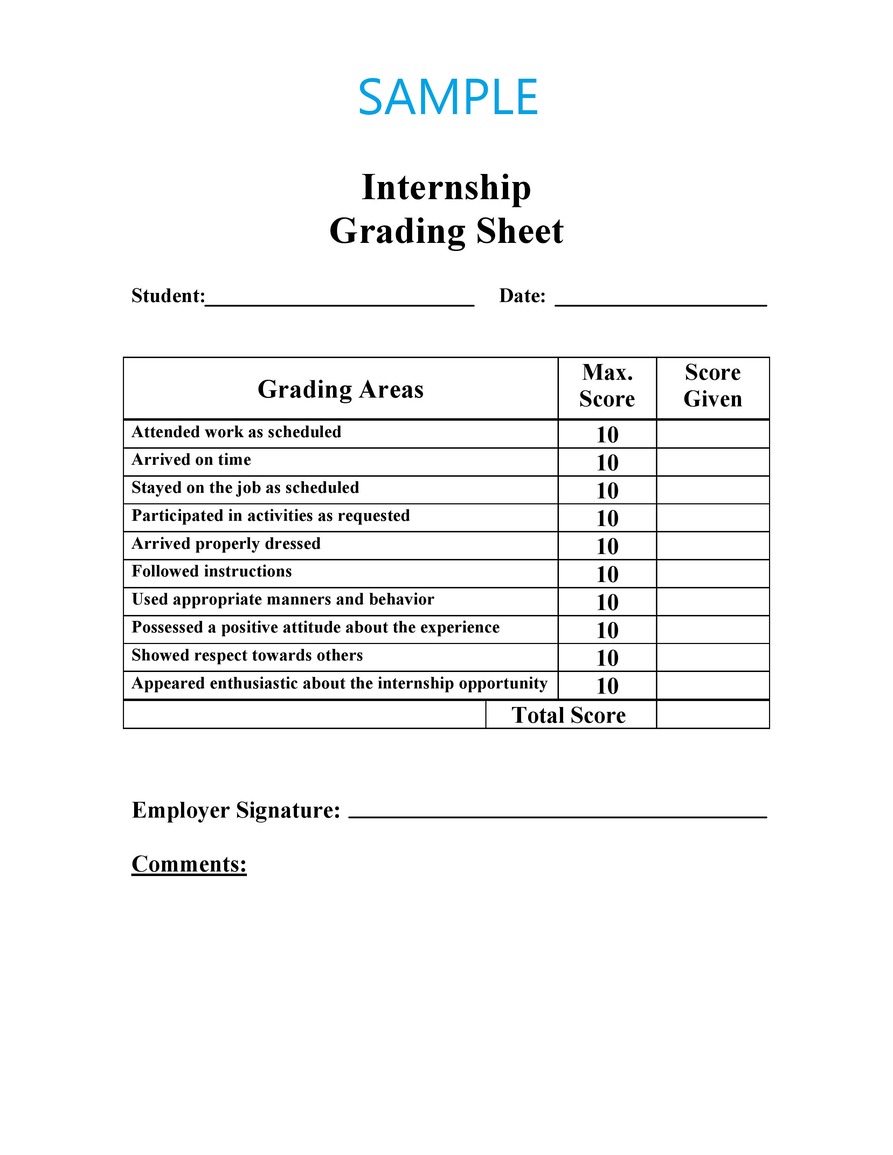 SAMPLE
Internship
Grading Sheet
Student: Date:
Grading Areas Max. Score Score Given
Attended work as scheduled 10
Arrived on time 10
Stayed on the job as scheduled 10
Participated in activities as requested 10
Arrived properly dressed 10
Followed instructions 10
Used appropriate manners and behavior 10
Possessed a positive attitude about the experience 10
Showed respect towards others 10
Appeared enthusiastic about the internship opportunity 10
Total Score
Employer Signature:
Comments: